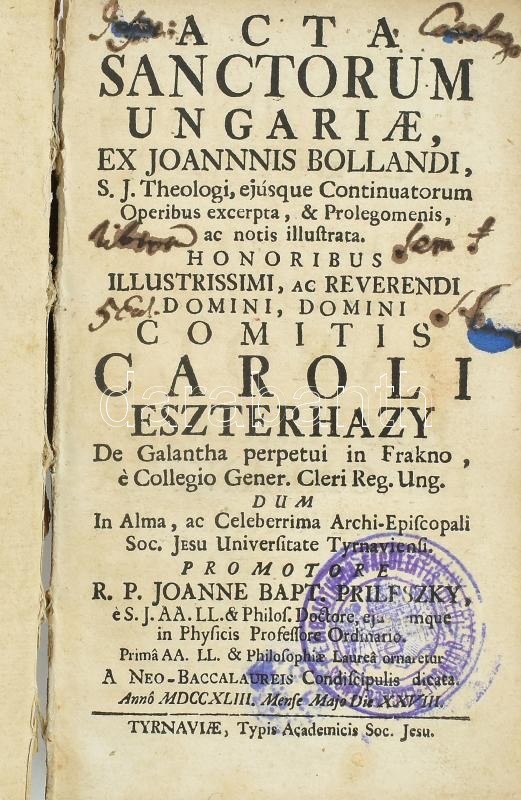 ACTA
SANCTORUM
UNGARIÆ,
EX JOANNNIS BOLLANDI,
S. J. Theologi, ejúsque Continuatorum
Operibus excerpta, & Prolegomenis,
ac notis illuſtrata.
HONORIBUS
ILLUSTRISSIMI, AC REVERENDI
DOMINI, DOMINI
COMITIS
CAROLI
ESZTERHAZY
De Galantha perpetui in Frakno,
è Collegio Gener. Cleri Reg. Ung.
DUM
In Alma, ac Celeberrima Archi-Epiſcopali
Soc. Jesu Univerſitate Tyrnavienſi.
PROMOTORE
R. P. JOANNE BAPT. PRILESZKY,
è S. J. AA. LL. & Philoſ. Doctore, mque
in Phyſicis Profeſſore Ordinario.
Primâ AA. LL. & Philoſophiæ Laureâ ornaretur
A Neo-Baccalaureis Condiſcipulis dicata.
Annô MDCCXLIII. Menſe Majo Die XXVIII.
TYRNAVIÆ, Typis Academicis Soc. Jesu.